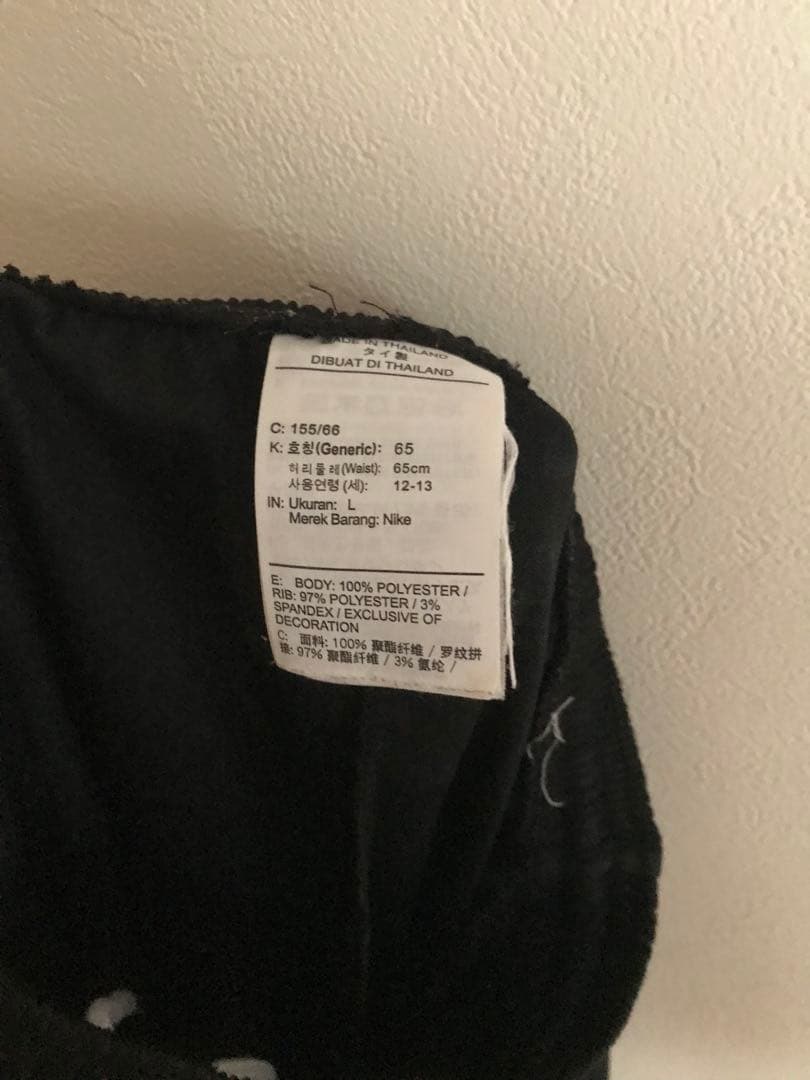 MADE IN THAILAND
タイ製
DIBUAT DI THAILAND
C: 155/66
K: 호칭(Generic): 65
허리둘레(Waist): 65cm
사용연령(세): 12-13
IN: Ukuran: L
Merek Barang: Nike
E: BODY: 100% POLYESTER /
RIB: 97% POLYESTER / 3%
SPANDEX / EXCLUSIVE OF
DECORATION
C: 面料: 100% 聚酯纤维 / 罗纹拼
接: 97% 聚酯纤维 / 3% 氨纶 /